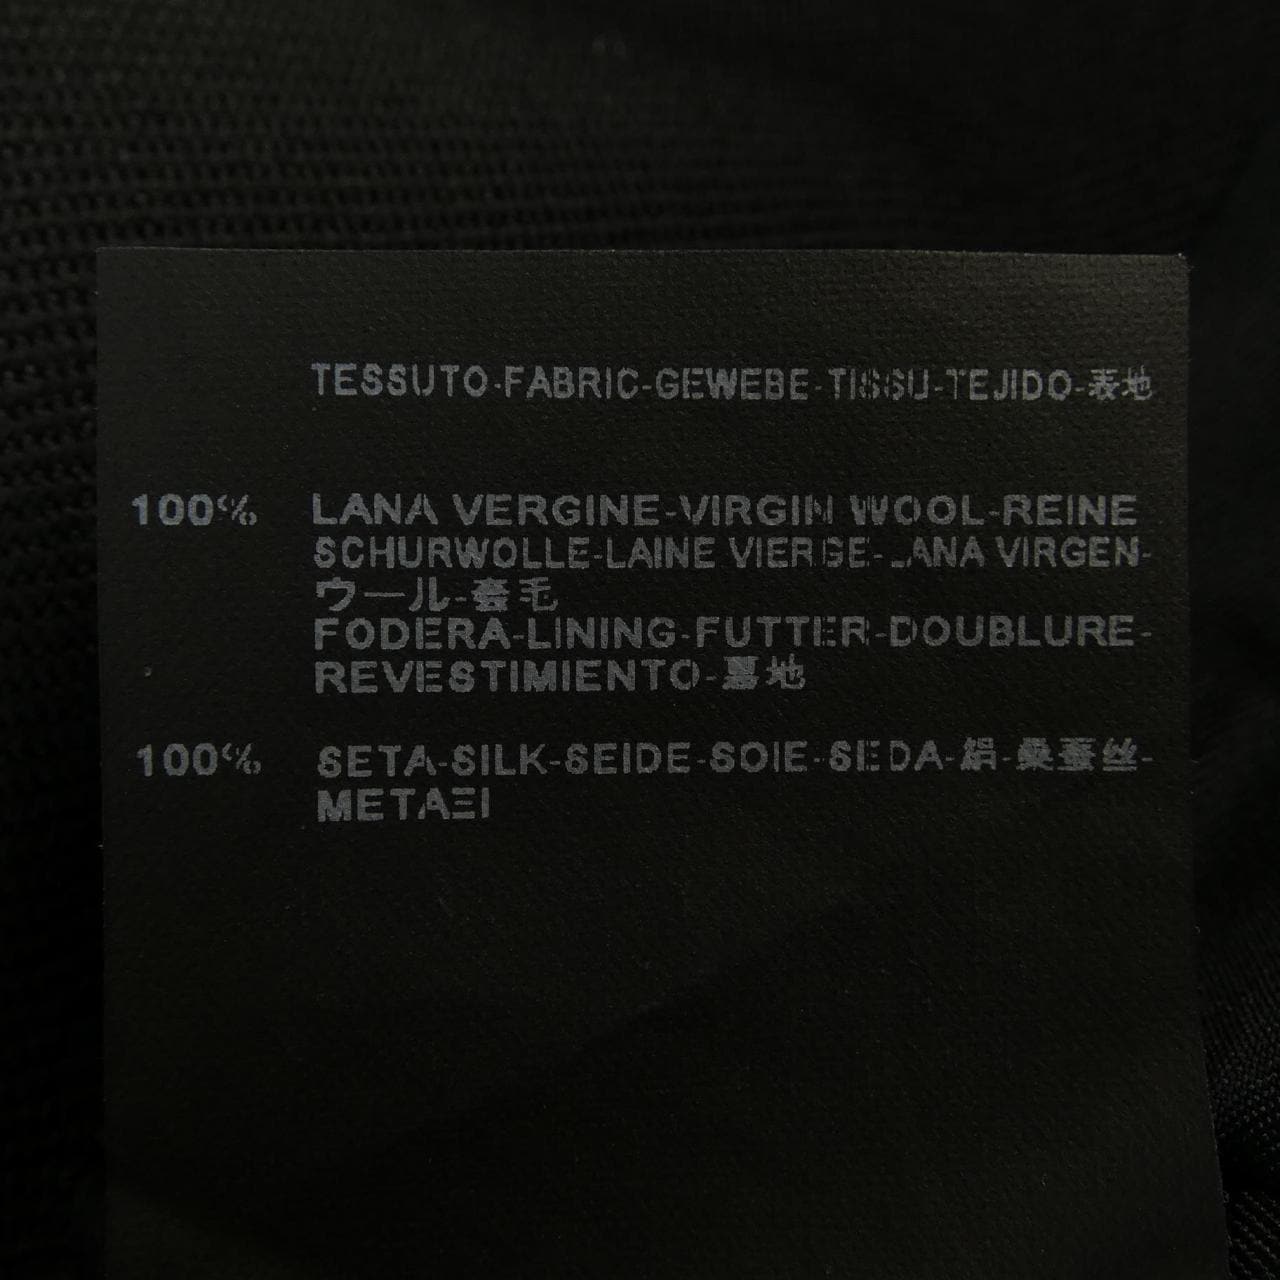 TESSUTO-FABRIC-GEWEBE-TISSU-TEJIDO-表地
100% LANA VERGINE-VIRGIN WOOL-REINE
SCHURWOLLE-LAINE VIERGE-LANA VIRGEN-
ウール-套毛
FODERA-LINING-FUTTER-DOUBLURE-
REVESTIMIENTO-裏地
100% SETA-SILK-SEIDE-SOIE-SEDA-絹-桑蚕丝-
ΜΕΤΑΞΙ